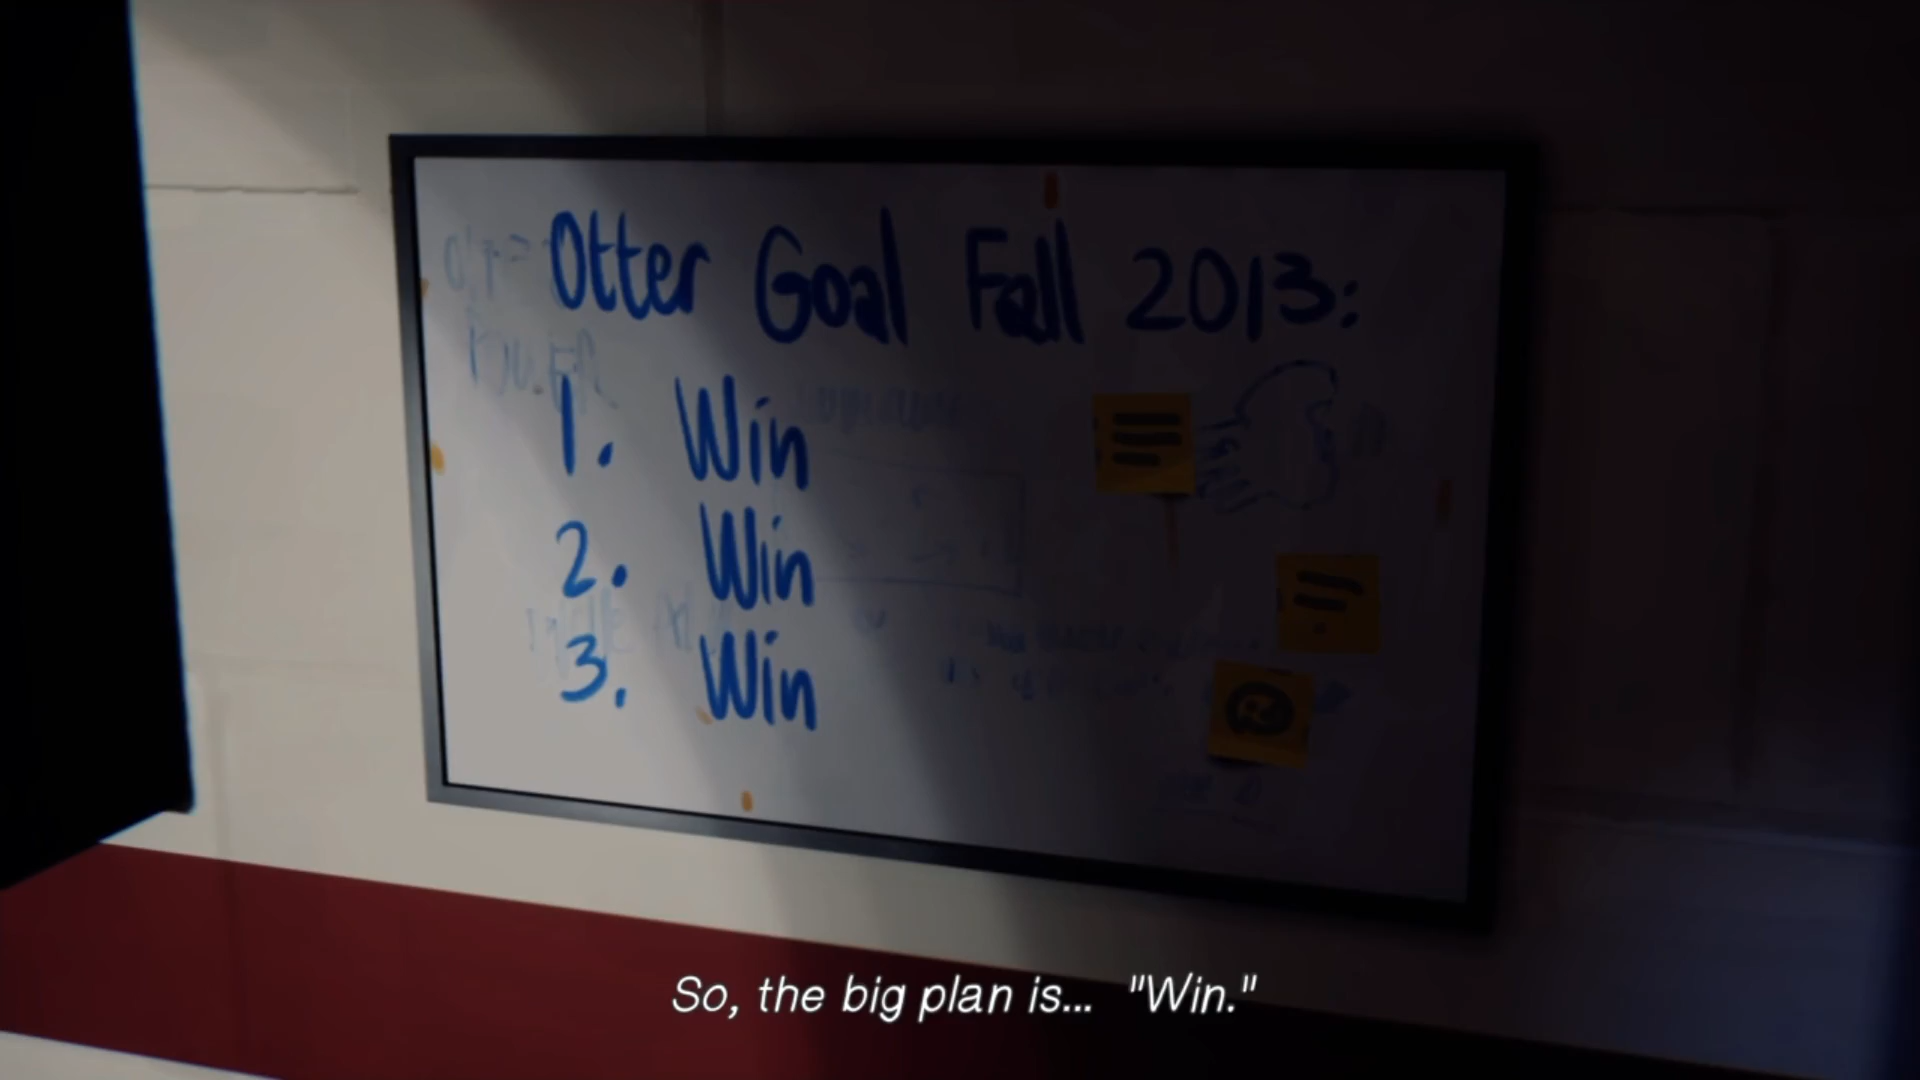 Otter Goal Fall 2013:
1. Win
2. Win
3. Win
So, the big plan is... "Win."